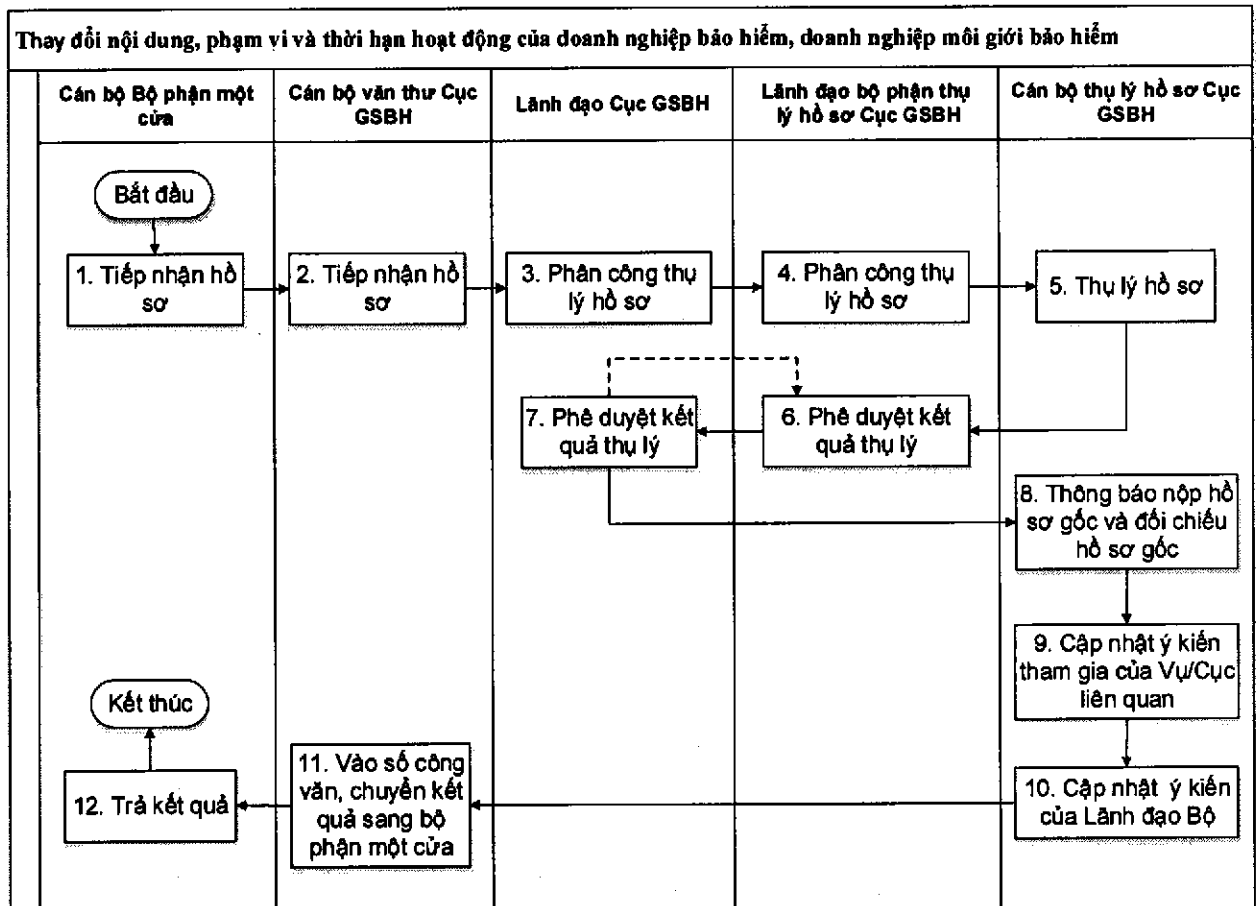 Thay đổi nội dung, phạm vi và thời hạn hoạt động của doanh nghiệp bảo hiểm, doanh nghiệp môi giới bảo hiểm
Cán bộ Bộ phận một
cửa
Cán bộ văn thư Cục
GSBH
Lãnh đạo Cục GSBH
Lãnh đạo bộ phận thụ
lý hồ sơ Cục GSBH
Cán bộ thụ lý hồ sơ Cục
GSBH
Bắt đầu
1. Tiếp nhận hồ
sơ
2. Tiếp nhận hồ
sơ
3. Phân công thụ
lý hồ sơ
4. Phân công thụ
lý hồ sơ
5. Thụ lý hồ sơ
7. Phê duyệt kết
quả thụ lý
6. Phê duyệt kết
quả thụ lý
8. Thông báo nộp hồ
sơ gốc và đối chiếu
hồ sơ gốc
9. Cập nhật ý kiến
tham gia của Vụ/Cục
liên quan
Kết thúc
12. Trả kết quả
11. Vào số công
văn, chuyển kết
quả sang bộ
phận một cửa
10. Cập nhật ý kiến
của Lãnh đạo Bộ